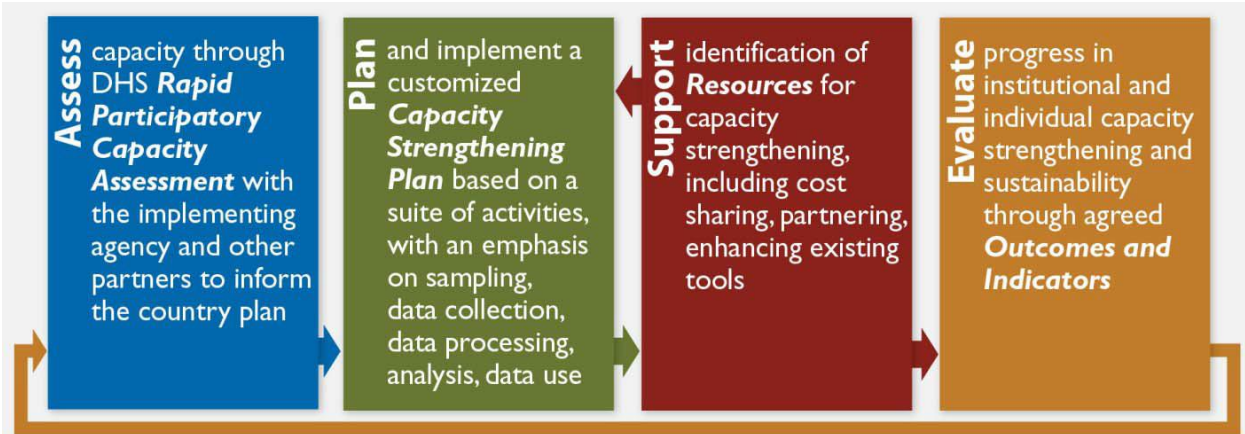 Assess
capacity through
DHS Rapid
Participatory
Capacity
Assessment with
the implementing
agency and other
partners to inform
the country plan
Plan
and implement a
customized
Capacity
Strengthening
Plan based on a
suite of activities,
with an emphasis
on sampling,
data collection,
data processing,
analysis, data use
Support
identification of
Resources for
capacity
strengthening,
including cost
sharing, partnering,
enhancing existing
tools
Evaluate
progress in
institutional and
individual capacity
strengthening and
sustainability
through agreed
Outcomes and
Indicators